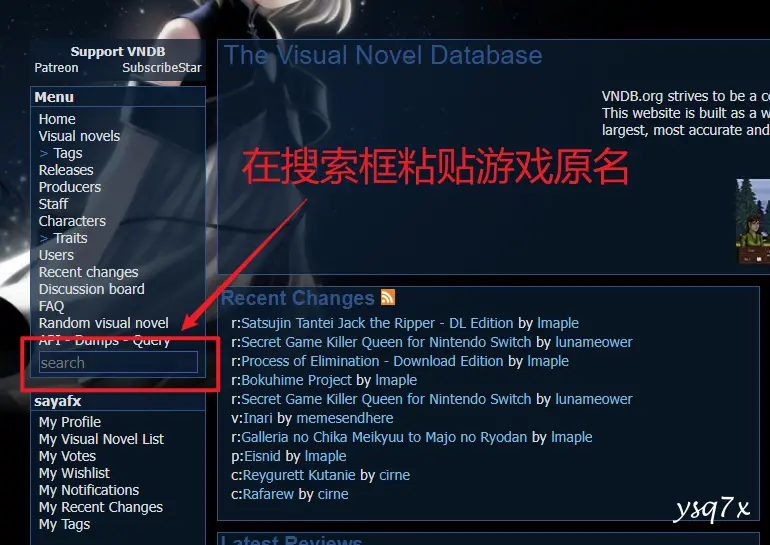 Support VNDB
Patreon SubscribeStar
Menu
Home
Visual novels
> Tags
Releases
Producers
Staff
Characters
> Traits
Users
Recent changes
Discussion board
FAQ
Random visual novel
API - Dumps - Query
search
sayafx
My Profile
My Visual Novel List
My Votes
My Wishlist
My Notifications
My Recent Changes
My Tags
The Visual Novel Database
VNDB.org strives to be a c
This website is built as a w
largest, most accurate and
在搜索框粘贴游戏原名
Recent Changes
r:Satsujin Tantei Jack the Ripper - DL Edition by lmaple
r:Secret Game Killer Queen for Nintendo Switch by lunameower
r:Process of Elimination - Download Edition by lmaple
r:Bokuhime Project by lmaple
r:Secret Game Killer Queen for Nintendo Switch by lunameower
v:Inari by memesendhere
r:Galleria no Chika Meikyuu to Majo no Ryodan by lmaple
p:Eisnid by lmaple
c:Reygurett Kutanie by cirne
c:Rafarew by cirne
ysq7x
Latest Reviews